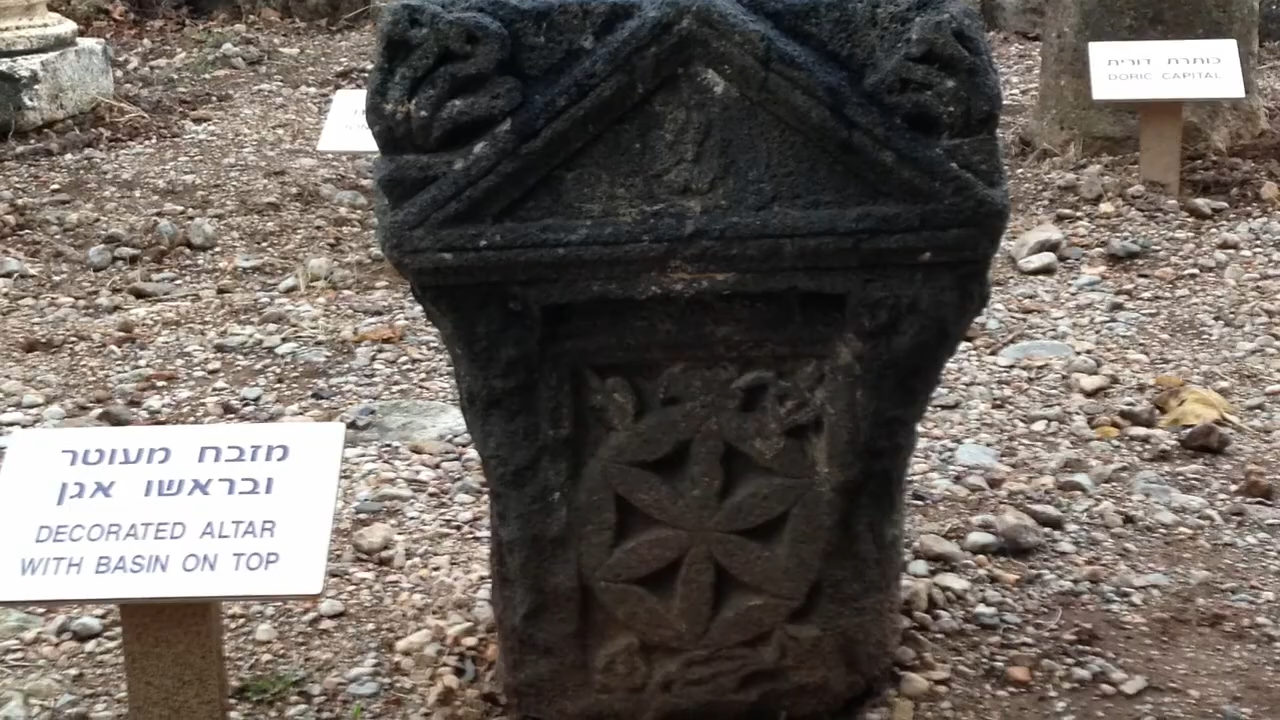 מזבח מעוטר
ובראשו אגן
DECORATED ALTAR
WITH BASIN ON TOP
כותרת דורית
DORIC CAPITAL